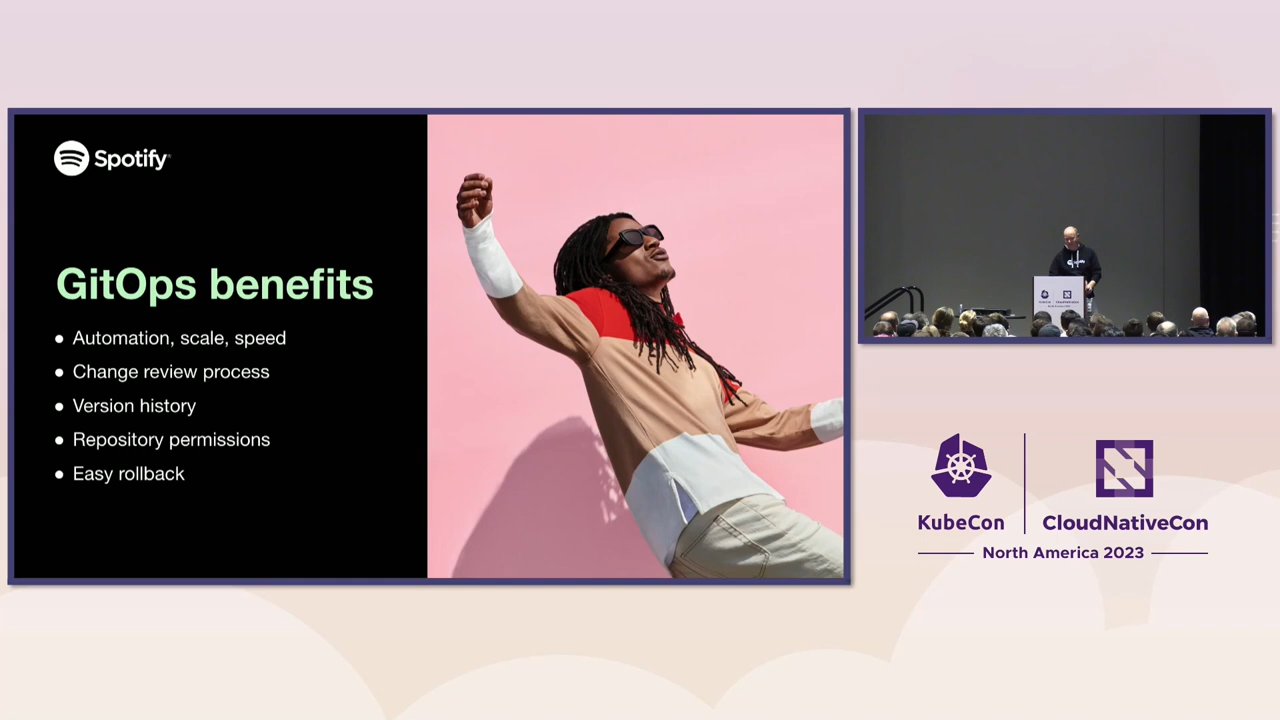 Spotify
GitOps benefits
• Automation, scale, speed
• Change review process
• Version history
• Repository permissions
• Easy rollback
KubeCon
CloudNativeCon
North America 2023